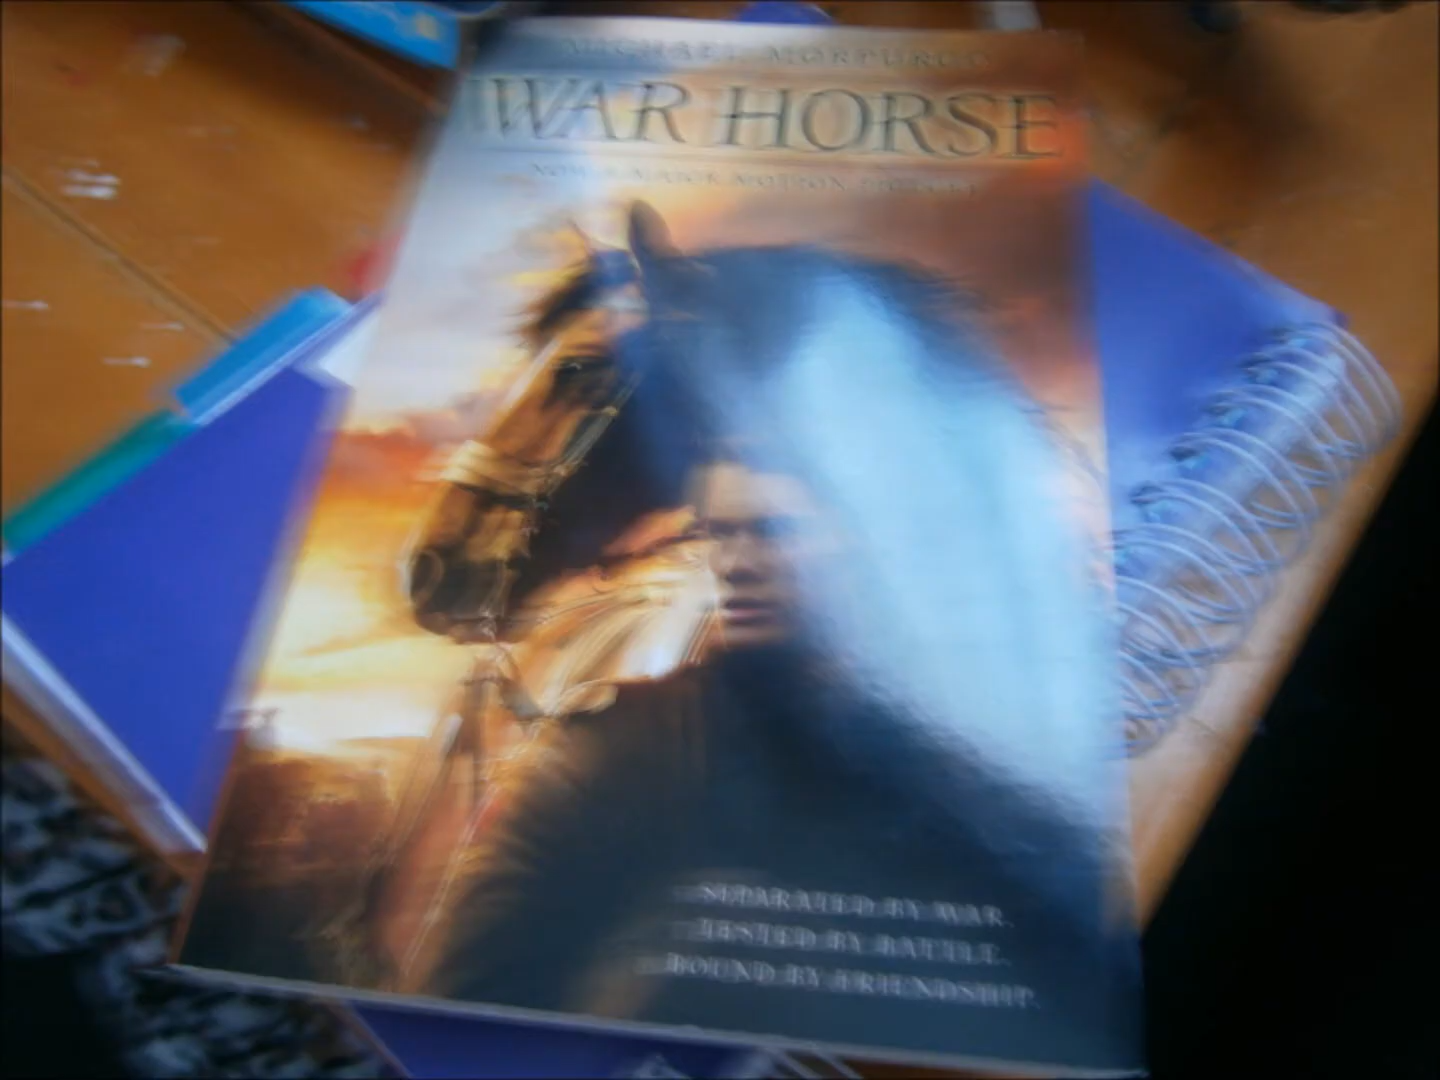 MICHAEL MORPURGO
WAR HORSE
NOW A MAJOR MOTION PICTURE
SEPARATED BY WAR.
TESTED BY BATTLE.
BOUND BY FRIENDSHIP.